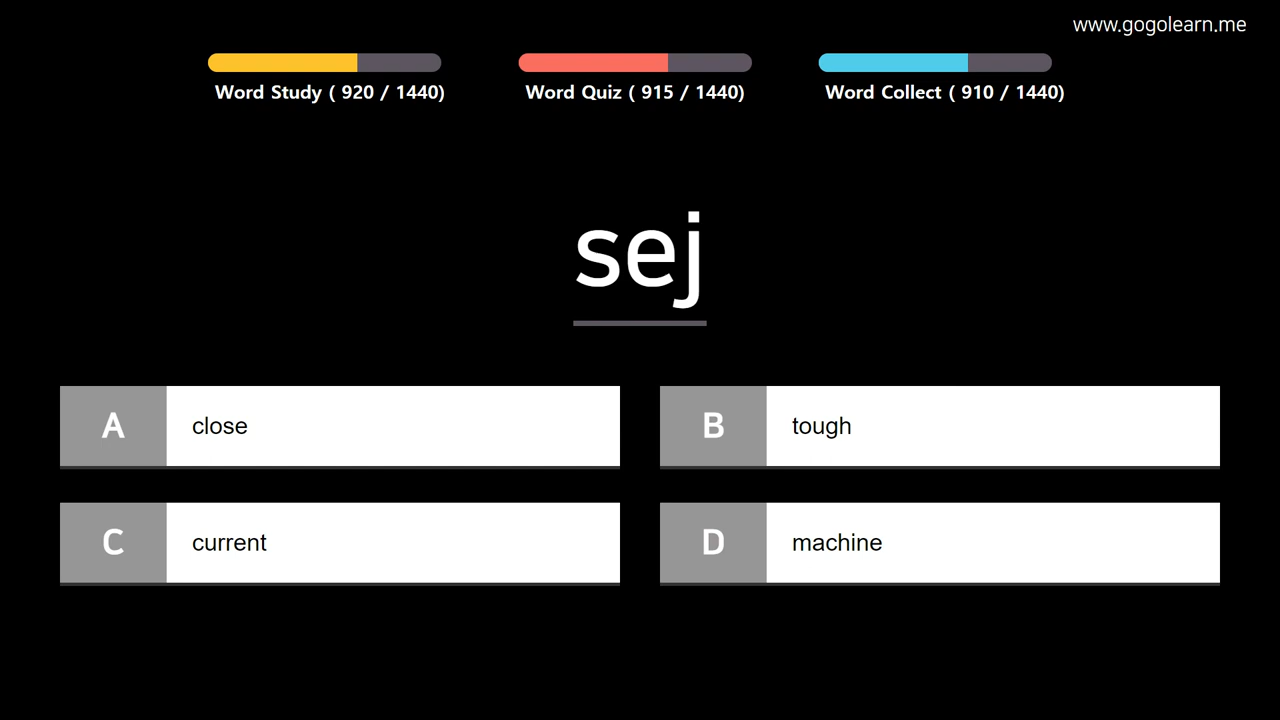 www.gogolearn.me
Word Study ( 920 / 1440)
Word Quiz ( 915 / 1440)
Word Collect ( 910 / 1440)
sej
A close
B tough
C current
D machine